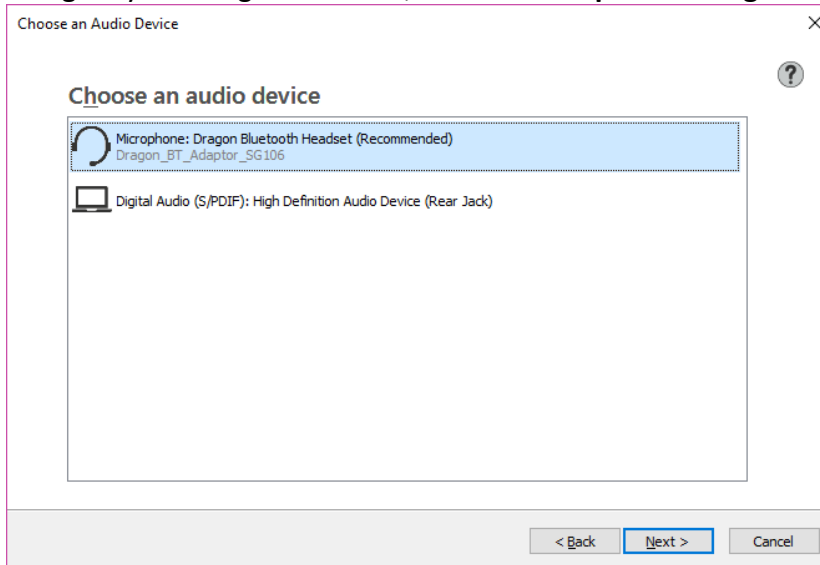 Choose an Audio Device
?
Choose an audio device
Microphone: Dragon Bluetooth Headset (Recommended)
Dragon_BT_Adaptor_SG106
Digital Audio (S/PDIF): High Definition Audio Device (Rear Jack)
< Back Next > Cancel